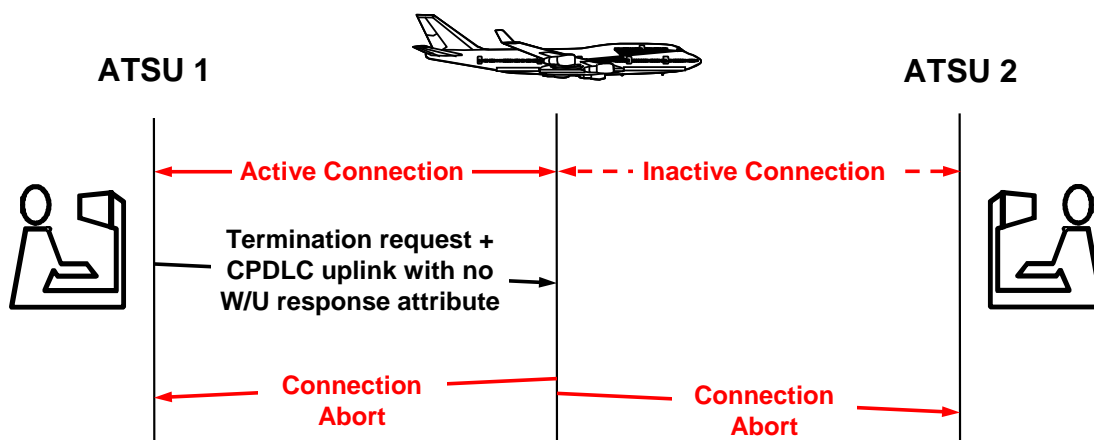 ATSU 1
ATSU 2
Active Connection
Inactive Connection
Termination request +
CPDLC uplink with no
W/U response attribute
Connection
Abort
Connection
Abort